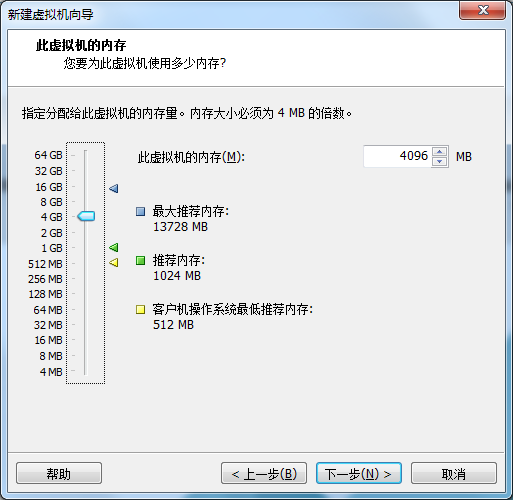 新建虚拟机向导
此虚拟机的内存
您要为此虚拟机使用多少内存?
指定分配给此虚拟机的内存量。内存大小必须为 4 MB 的倍数。
64 GB
32 GB
16 GB
8 GB
4 GB
2 GB
1 GB
512 MB
256 MB
128 MB
64 MB
32 MB
16 MB
8 MB
4 MB
此虚拟机的内存(M):
4096 MB
最大推荐内存:
13728 MB
推荐内存:
1024 MB
客户机操作系统最低推荐内存:
512 MB
帮助
< 上一步(B)
下一步(N) >
取消